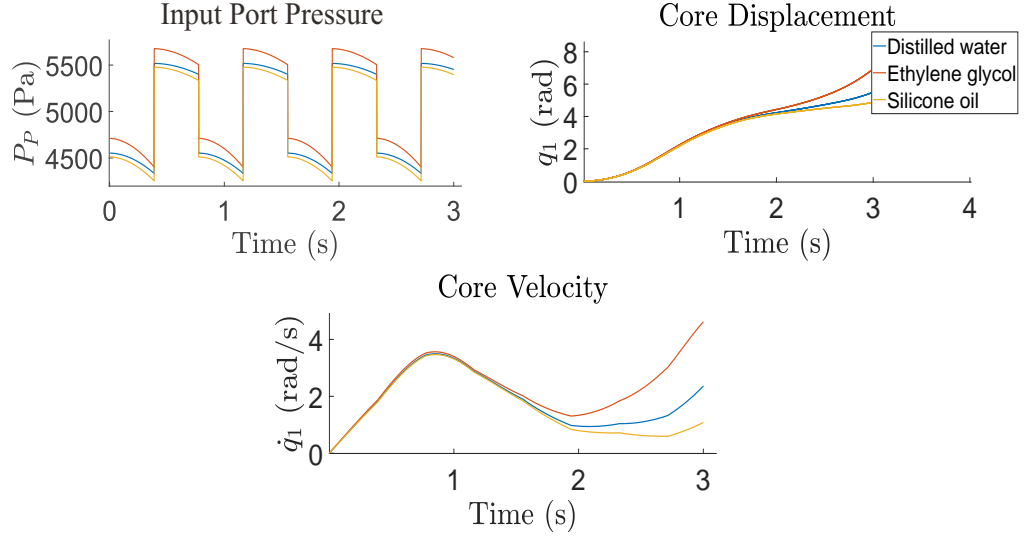 Input Port Pressure
P_P (Pa)
5500
5000
4500
0
1
2
3
Time (s)
Core Displacement
q_1 (rad)
8
6
4
2
0
1
2
3
4
Time (s)
Distilled water
Ethylene glycol
Silicone oil
Core Velocity
q̇_1 (rad/s)
4
2
0
1
2
3
Time (s)